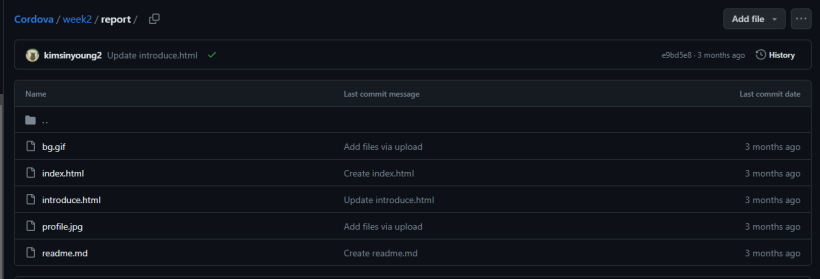 Cordova / week2 / report /
Add file
kimsinyoung2 Update introduce.html
e9bd5e8 · 3 months ago
History
Name Last commit message Last commit date
..
bg.gif Add files via upload 3 months ago
index.html Create index.html 3 months ago
introduce.html Update introduce.html 3 months ago
profile.jpg Add files via upload 3 months ago
readme.md Create readme.md 3 months ago